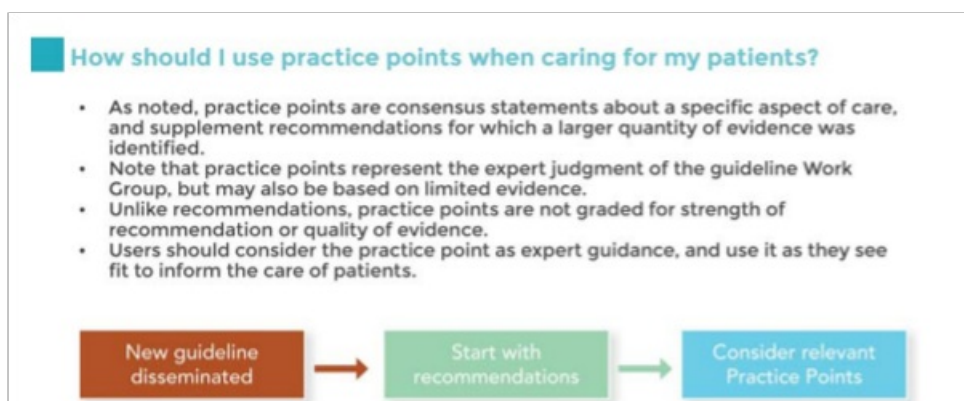 How should I use practice points when caring for my patients?
• As noted, practice points are consensus statements about a specific aspect of care,
and supplement recommendations for which a larger quantity of evidence was
identified.
• Note that practice points represent the expert judgment of the guideline Work
Group, but may also be based on limited evidence.
• Unlike recommendations, practice points are not graded for strength of
recommendation or quality of evidence.
• Users should consider the practice point as expert guidance, and use it as they see
fit to inform the care of patients.
New guideline
disseminated
Start with
recommendations
Consider relevant
Practice Points